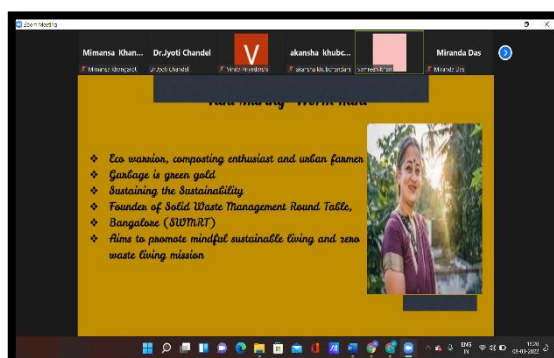 Zoom Meeting
Mimansa Khan...
Dr.Jyoti Chandel
V
akansha khubc...
Miranda Das
Mimansa Khangarot
Dr.Jyoti Chandel
akansha khubchandani
Miranda Das
❖ Eco warrior, composting enthusiast and urban farmer
❖ Garbage is green gold
❖ Sustaining the Sustainability
❖ Founder of Solid Waste Management Round Table,
❖ Bangalore (SWMRT)
❖ Aims to promote mindful sustainable living and zero
waste living mission
ENG
IN